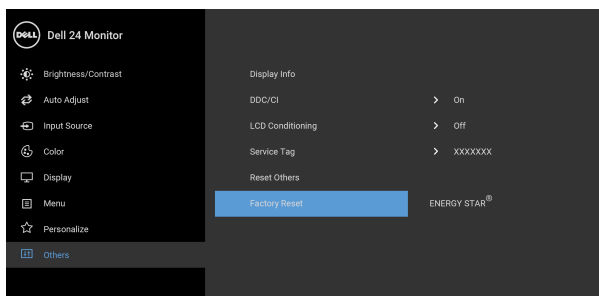 DELL Dell 24 Monitor
Brightness/Contrast
Auto Adjust
Input Source
Color
Display
Menu
Personalize
Others
Display Info
DDC/CI > On
LCD Conditioning > Off
Service Tag > XXXXXXX
Reset Others
Factory Reset ENERGY STAR®